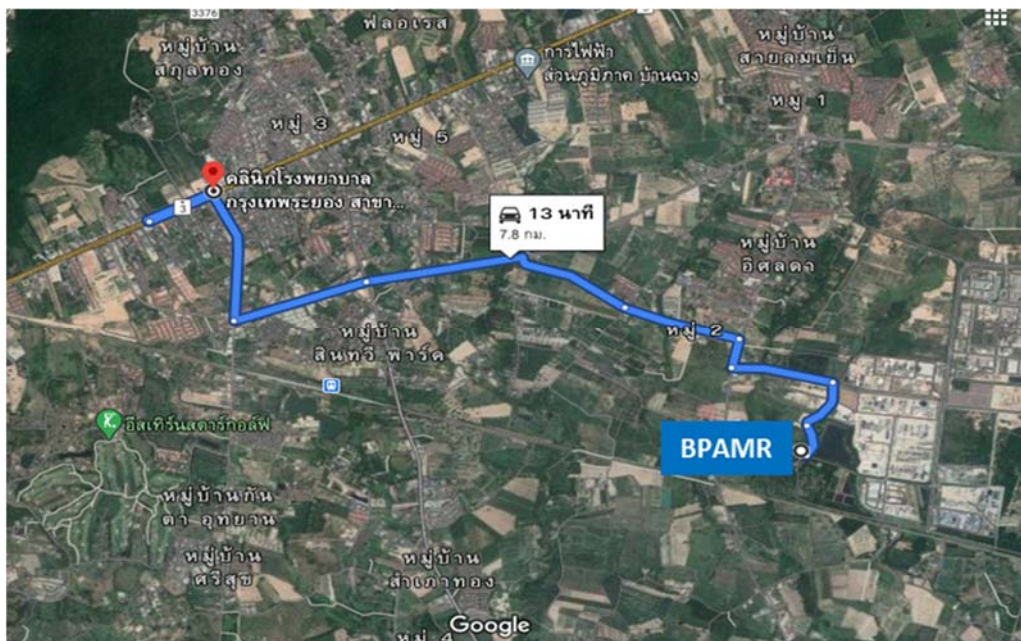 3376
ฟลอเรส
หมู่บ้าน
สกุลทอง
การไฟฟ้า
ส่วนภูมิภาค บ้านฉาง
หมู่บ้าน
สายลมเย็น
หมู่ 1
หมู่ 3
หมู่ 5
คลินิกโรงพยาบาล
กรุงเทพระยอง สาขา...
3
13 นาที
7.8 กม.
หมู่บ้าน
อิศลดา
หมู่ 2
หมู่บ้าน
สินทวี พาร์ค
อีสเทิร์นสตาร์กอล์ฟ
BPAMR
หมู่บ้านกัน
ตา อุทยาน
หมู่บ้าน
ศรีสุข
หมู่บ้าน
สำเภาทอง
Google
หมู่ 4